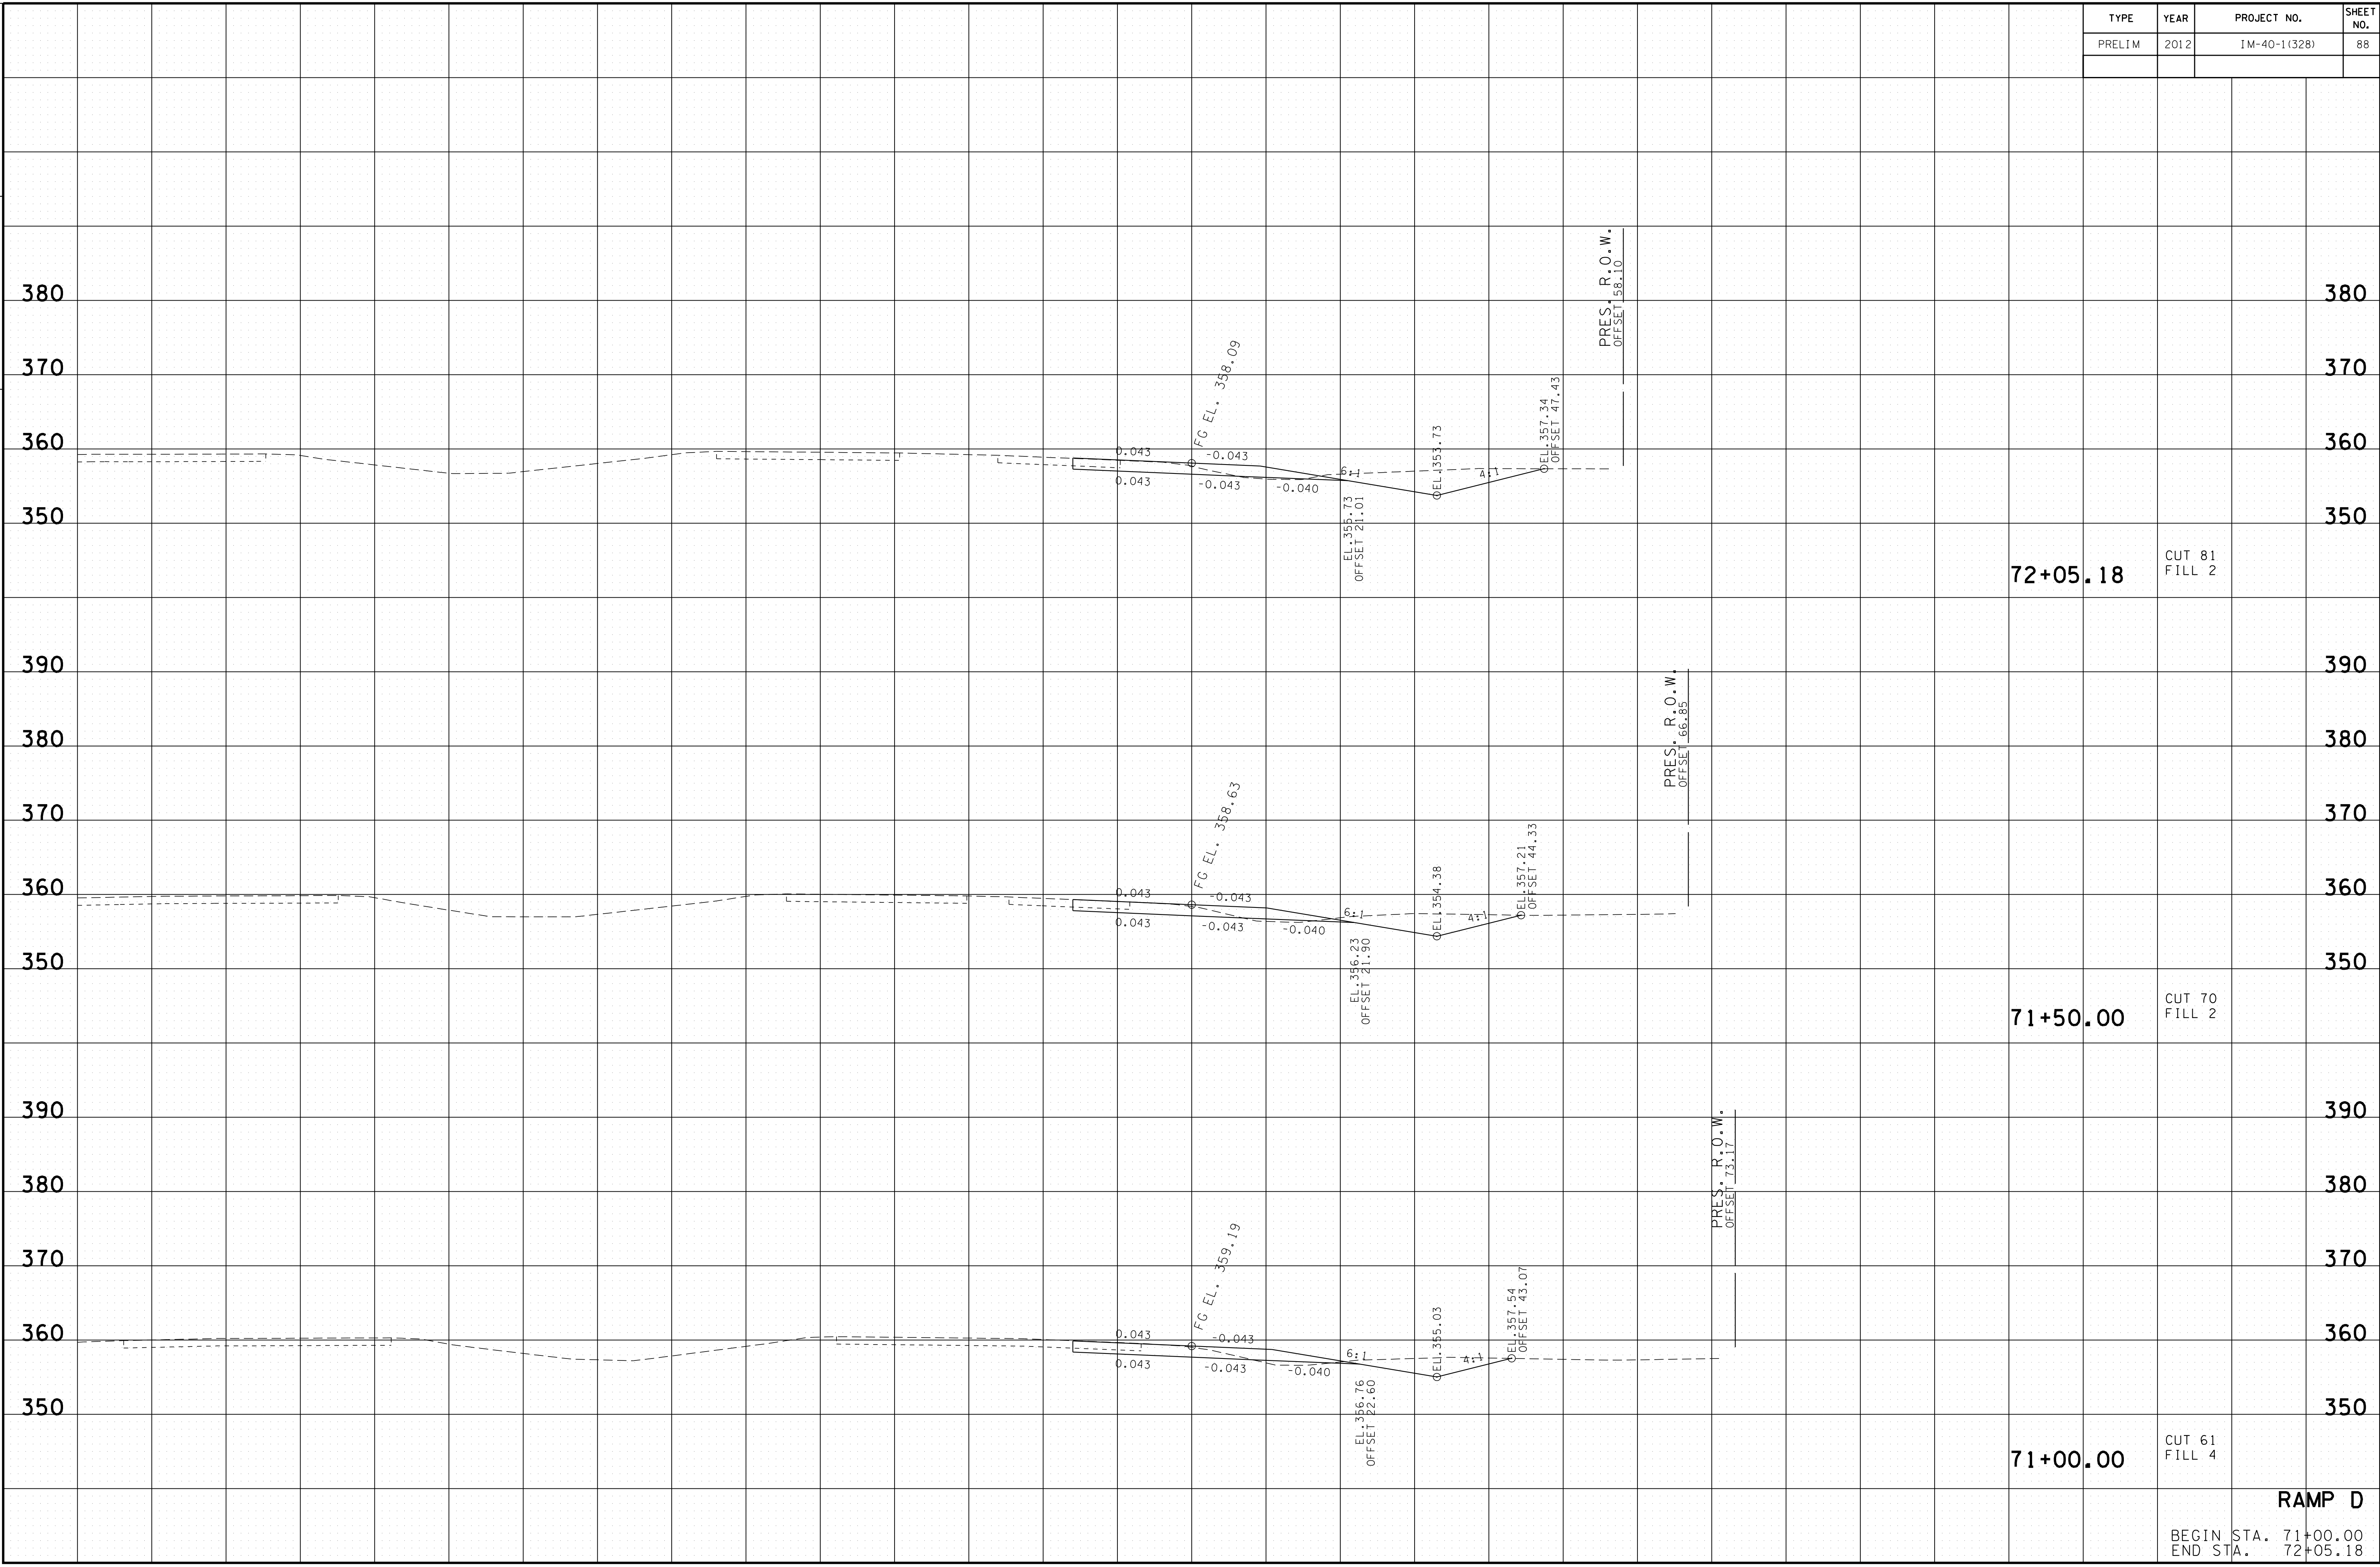 TYPE YEAR PROJECT NO. SHEET NO.
PRELIM 2012 IM-40-1(328) 88
PRES. R.O.W.
OFFSET 58.10
380 380
370 370
FG EL. 358.09
EL.357.34
OFFSET 47.43
EL.353.73
360 360
0.043 -0.043 6:1 4:1
0.043 -0.043 -0.040
EL.355.73
OFFSET 21.01
350 350
72+05.18
CUT 81
FILL 2
390 390
PRES. R.O.W.
OFFSET 66.85
380 380
370 370
FG EL. 358.63
EL.357.21
OFFSET 44.33
EL.354.38
360 360
0.043 -0.043 6:1 4:1
0.043 -0.043 -0.040
EL.356.23
OFFSET 21.90
350 350
71+50.00
CUT 70
FILL 2
390 390
PRES. R.O.W.
OFFSET 73.17
380 380
370 370
FG EL. 359.19
EL.357.54
OFFSET 43.07
EL.355.03
360 360
0.043 -0.043 6:1 4:1
0.043 -0.043 -0.040
EL.356.76
OFFSET 22.60
350 350
71+00.00
CUT 61
FILL 4
RAMP D
BEGIN STA. 71+00.00
END STA. 72+05.18